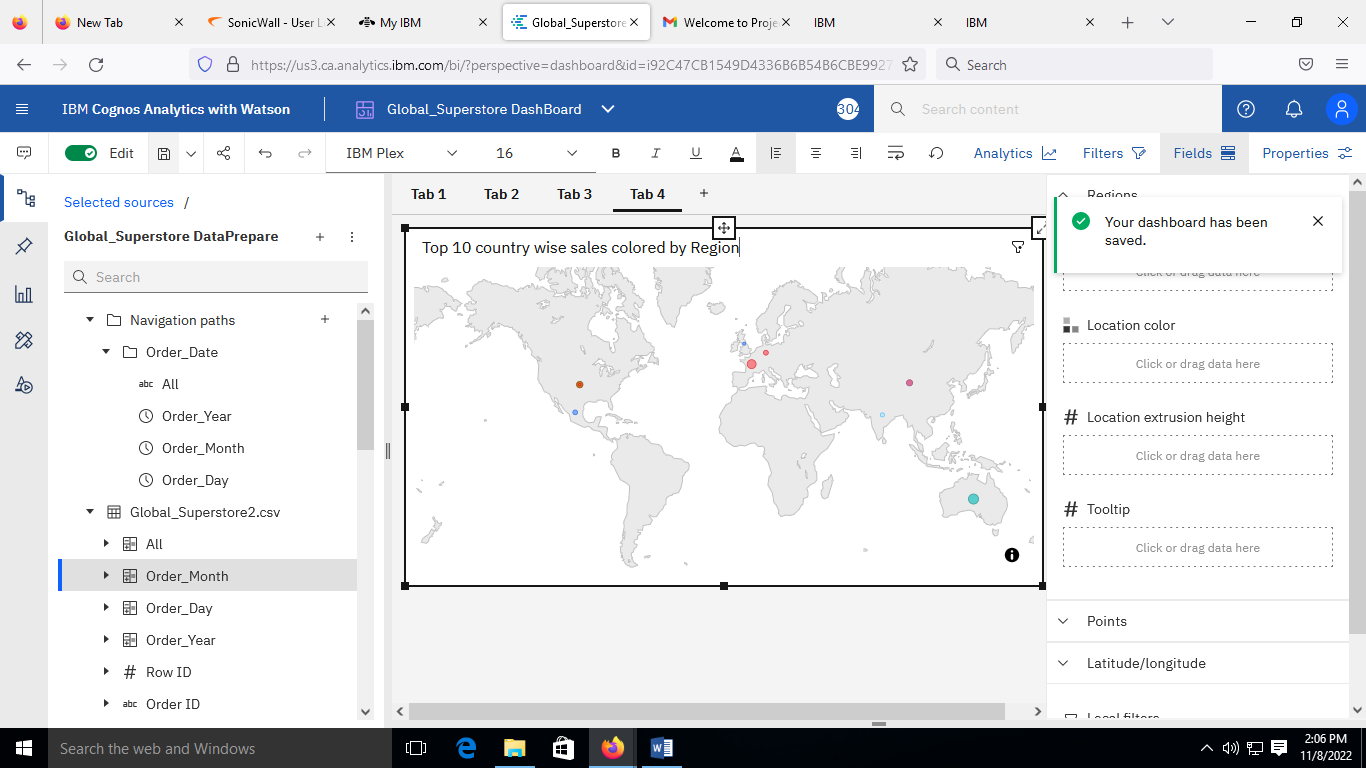 New Tab
SonicWall - User L
My IBM
Global_Superstore
Welcome to Proje
IBM
IBM
https://us3.ca.analytics.ibm.com/bi/?perspective=dashboard&id=i92C47CB1549D4336B6B54B6CBE9927
Search
IBM Cognos Analytics with Watson
Global_Superstore DashBoard
304
Search content
Edit
IBM Plex
16
B
I
U
A
Analytics
Filters
Fields
Properties
Selected sources /
Global_Superstore DataPrepare
Search
Navigation paths
Order_Date
abc All
Order_Year
Order_Month
Order_Day
Global_Superstore2.csv
All
Order_Month
Order_Day
Order_Year
# Row ID
abc Order ID
Tab 1
Tab 2
Tab 3
Tab 4
Top 10 country wise sales colored by Region
Regions
Your dashboard has been
saved.
Click or drag data here
Location color
Click or drag data here
# Location extrusion height
Click or drag data here
# Tooltip
Click or drag data here
Points
Latitude/longitude
Local filters
Search the web and Windows
2:06 PM
11/8/2022